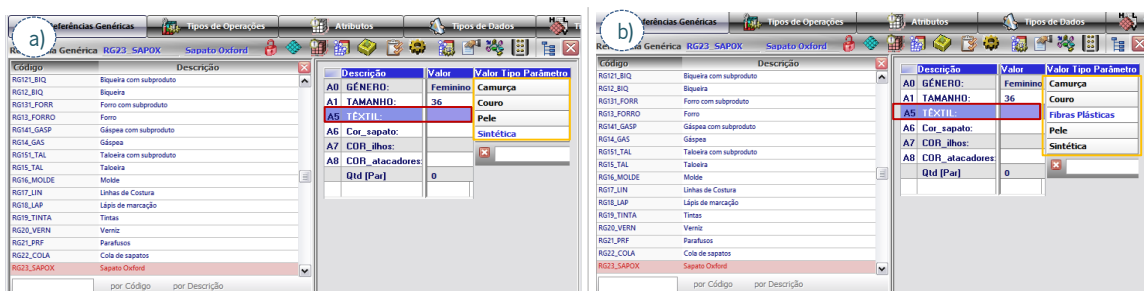 a)
eferências Genéricas Tipos de Operações Atributos Tipos de Dados
a Genérica RG23_SAPOX Sapato Oxford
Código Descrição
RG121_BIQ Biqueira com subproduto
RG12_BIQ Biqueira
RG131_FORR Forro com subproduto
RG13_FORRO Forro
RG141_GASP Gáspea com subproduto
RG14_GAS Gáspea
RG151_TAL Taloeira com subproduto
RG15_TAL Taloeira
RG16_MOLDE Molde
RG17_LIN Linhas de Costura
RG18_LAP Lápis de marcação
RG19_TINTA Tintas
RG20_VERN Verniz
RG21_PRF Parafusos
RG22_COLA Cola de sapatos
RG23_SAPOX Sapato Oxford
por Código por Descrição
Descrição Valor Valor Tipo Parâmetro
A0 GÉNERO: Feminino Camurça
A1 TAMANHO: 36 Couro
A5 TÊXTIL: Pele
A6 Cor_sapato: Sintética
A7 COR_ilhos:
A8 COR_atacadores:
Qtd [Par] 0
b)
ferências Genéricas Tipos de Operações Atributos Tipos de Dados
Re a Genérica RG23_SAPOX Sapato Oxford
Código Descrição
RG121_BIQ Biqueira com subproduto
RG12_BIQ Biqueira
RG131_FORR Forro com subproduto
RG13_FORRO Forro
RG141_GASP Gáspea com subproduto
RG14_GAS Gáspea
RG151_TAL Taloeira com subproduto
RG15_TAL Taloeira
RG16_MOLDE Molde
RG17_LIN Linhas de Costura
RG18_LAP Lápis de marcação
RG19_TINTA Tintas
RG20_VERN Verniz
RG21_PRF Parafusos
RG22_COLA Cola de sapatos
RG23_SAPOX Sapato Oxford
por Código por Descrição
Descrição Valor Valor Tipo Parâmetro
A0 GÉNERO: Feminino Camurça
A1 TAMANHO: 36 Couro
A5 TÊXTIL: Fibras Plásticas
A6 Cor_sapato: Pele
A7 COR_ilhos: Sintética
A8 COR_atacadores:
Qtd [Par] 0